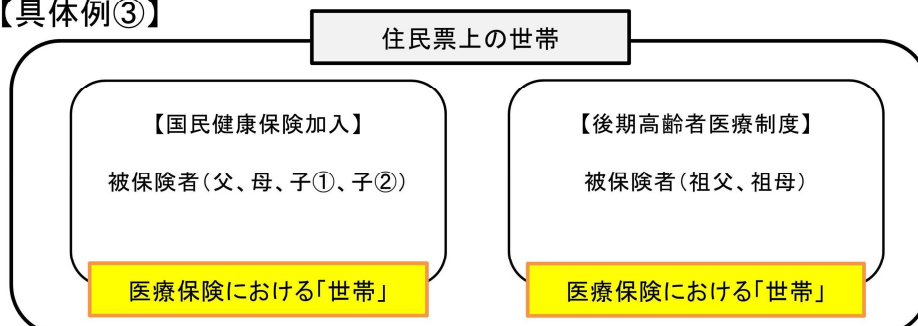 【具体例③】
住民票上の世帯
【国民健康保険加入】
被保険者(父、母、子①、子②)
医療保険における「世帯」
【後期高齢者医療制度】
被保険者(祖父、祖母)
医療保険における「世帯」